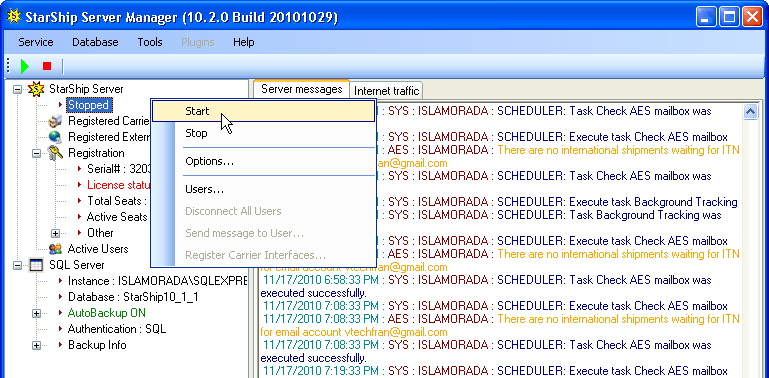 StarShip Server Manager (10.2.0 Build 20101029)
Service Database Tools Plugins Help
StarShip Server
Stopped
Registered Carrie
Registered Extern
Registration
Serial# : 3203
License statu
Total Seats :
Active Seats
Other
Active Users
SQL Server
Instance : ISLAMORADA\SQLEXPRE
Database : StarShip10_1_1
AutoBackup ON
Authentication : SQL
Backup Info
Start
Stop
Options...
Users...
Disconnect All Users
Send message to User...
Register Carrier Interfaces...
Server messages Internet traffic
: SYS : ISLAMORADA : SCHEDULER: Task Check AES mailbox was
: SYS : ISLAMORADA : SCHEDULER: Execute task Check AES mailbox
: AES : ISLAMORADA : There are no international shipments waiting for ITN
an@gmail.com
: SYS : ISLAMORADA : SCHEDULER: Task Check AES mailbox was
: SYS : ISLAMORADA : SCHEDULER: Execute task Background Tracking
: SYS : ISLAMORADA : SCHEDULER: Task Background Tracking was
: SYS : ISLAMORADA : SCHEDULER: Execute task Check AES mailbox
: AES : ISLAMORADA : There are no international shipments waiting for ITN
for email account vtechfran@gmail.com
11/17/2010 6:58:33 PM : SYS : ISLAMORADA : SCHEDULER: Task Check AES mailbox was
executed successfully.
11/17/2010 7:08:33 PM : SYS : ISLAMORADA : SCHEDULER: Execute task Check AES mailbox
11/17/2010 7:08:33 PM : AES : ISLAMORADA : There are no international shipments waiting for ITN
for email account vtechfran@gmail.com
11/17/2010 7:08:33 PM : SYS : ISLAMORADA : SCHEDULER: Task Check AES mailbox was
executed successfully.
11/17/2010 7:19:33 PM : SYS : ISLAMORADA : SCHEDULER: Execute task Check AES mailbox